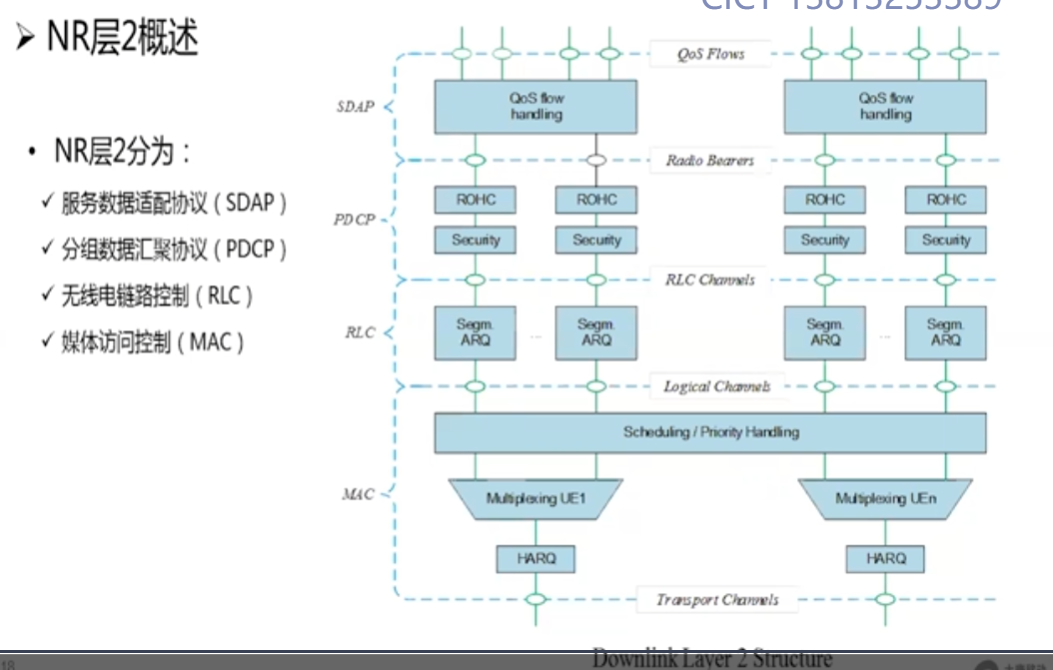 ➢ NR层2概述
• NR层2分为：
✓ 服务数据适配协议（SDAP）
✓ 分组数据汇聚协议（PDCP）
✓ 无线电链路控制（RLC）
✓ 媒体访问控制（MAC）
QoS Flows
SDAP
QoS flow
handling
QoS flow
handling
Radio Bearers
PDCP
ROHC
ROHC
ROHC
ROHC
Security
Security
Security
Security
RLC Channels
RLC
Segm.
ARQ
...
Segm.
ARQ
Segm.
ARQ
...
Segm.
ARQ
Logical Channels
Scheduling / Priority Handling
MAC
Multiplexing UE1
Multiplexing UEn
HARQ
HARQ
Transport Channels
Downlink Layer 2 Structure
18